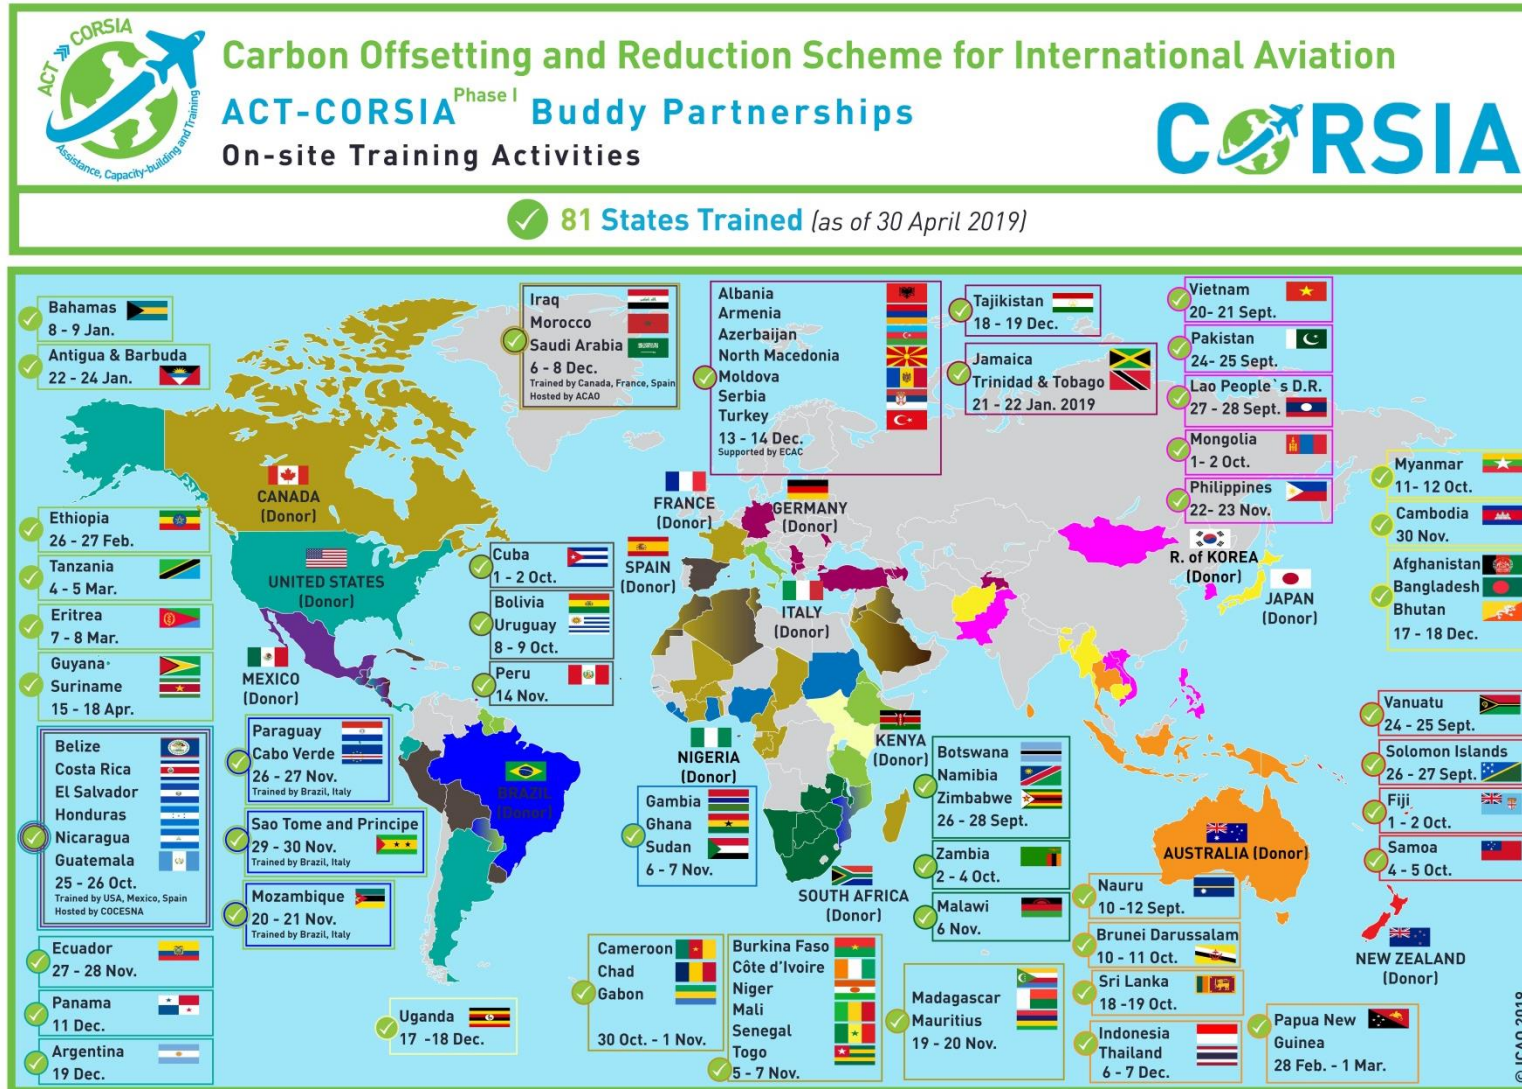 ACT CORSIA
Assistance, Capacity-building and Training
Carbon Offsetting and Reduction Scheme for International Aviation
ACT-CORSIA Phase I Buddy Partnerships
On-site Training Activities
CORSIA
81 States Trained (as of 30 April 2019)
Bahamas
8 - 9 Jan.
Antigua & Barbuda
22 - 24 Jan.
Iraq
Morocco
Saudi Arabia
6 - 8 Dec.
Trained by Canada, France, Spain
Hosted by ACAO
Albania
Armenia
Azerbaijan
North Macedonia
Moldova
Serbia
Turkey
13 - 14 Dec.
Supported by ECAC
Tajikistan
18 - 19 Dec.
Jamaica
Trinidad & Tobago
21 - 22 Jan. 2019
Vietnam
20- 21 Sept.
Pakistan
24- 25 Sept.
Lao People`s D.R.
27 - 28 Sept.
Mongolia
1- 2 Oct.
Philippines
22- 23 Nov.
Myanmar
11- 12 Oct.
Cambodia
30 Nov.
Afghanistan
Bangladesh
Bhutan
17 - 18 Dec.
CANADA
(Donor)
FRANCE
(Donor)
GERMANY
(Donor)
SPAIN
(Donor)
ITALY
(Donor)
R. of KOREA
(Donor)
JAPAN
(Donor)
UNITED STATES
(Donor)
MEXICO
(Donor)
Ethiopia
26 - 27 Feb.
Tanzania
4 - 5 Mar.
Eritrea
7 - 8 Mar.
Guyana
Suriname
15 - 18 Apr.
Cuba
1 - 2 Oct.
Bolivia
Uruguay
8 - 9 Oct.
Peru
14 Nov.
Belize
Costa Rica
El Salvador
Honduras
Nicaragua
Guatemala
25 - 26 Oct.
Trained by USA, Mexico, Spain
Hosted by COCESNA
Paraguay
Cabo Verde
26 - 27 Nov.
Trained by Brazil, Italy
Sao Tome and Principe
29 - 30 Nov.
Trained by Brazil, Italy
Mozambique
20 - 21 Nov.
Trained by Brazil, Italy
BRAZIL
(Donor)
NIGERIA
(Donor)
KENYA
(Donor)
Gambia
Ghana
Sudan
6 - 7 Nov.
Botswana
Namibia
Zimbabwe
26 - 28 Sept.
Zambia
2 - 4 Oct.
Malawi
6 Nov.
SOUTH AFRICA
(Donor)
AUSTRALIA (Donor)
Vanuatu
24 - 25 Sept.
Solomon Islands
26 - 27 Sept.
Fiji
1 - 2 Oct.
Samoa
4 - 5 Oct.
NEW ZEALAND
(Donor)
Nauru
10 -12 Sept.
Brunei Darussalam
10 - 11 Oct.
Sri Lanka
18 -19 Oct.
Indonesia
Thailand
6 - 7 Dec.
Papua New
Guinea
28 Feb. - 1 Mar.
Ecuador
27 - 28 Nov.
Panama
11 Dec.
Argentina
19 Dec.
Uganda
17 -18 Dec.
Cameroon
Chad
Gabon
30 Oct. - 1 Nov.
Burkina Faso
Côte d'Ivoire
Niger
Mali
Senegal
Togo
5 - 7 Nov.
Madagascar
Mauritius
19 - 20 Nov.
© ICAO 2018